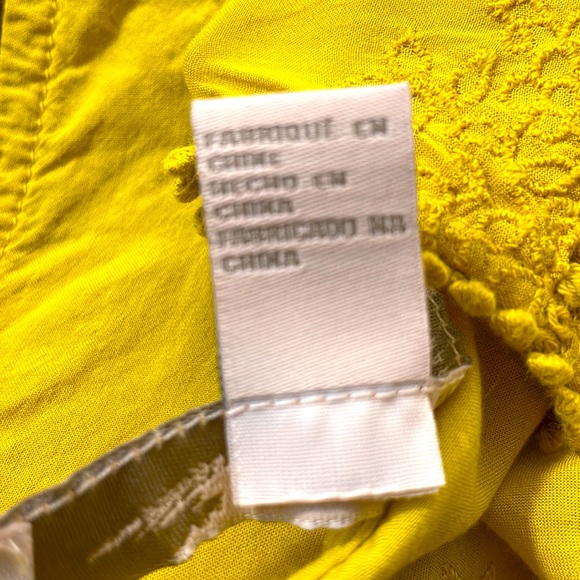 FABRIQUÉ EN
CHINE
HECHO EN
CHINA
FABRICADO NA
CHINA